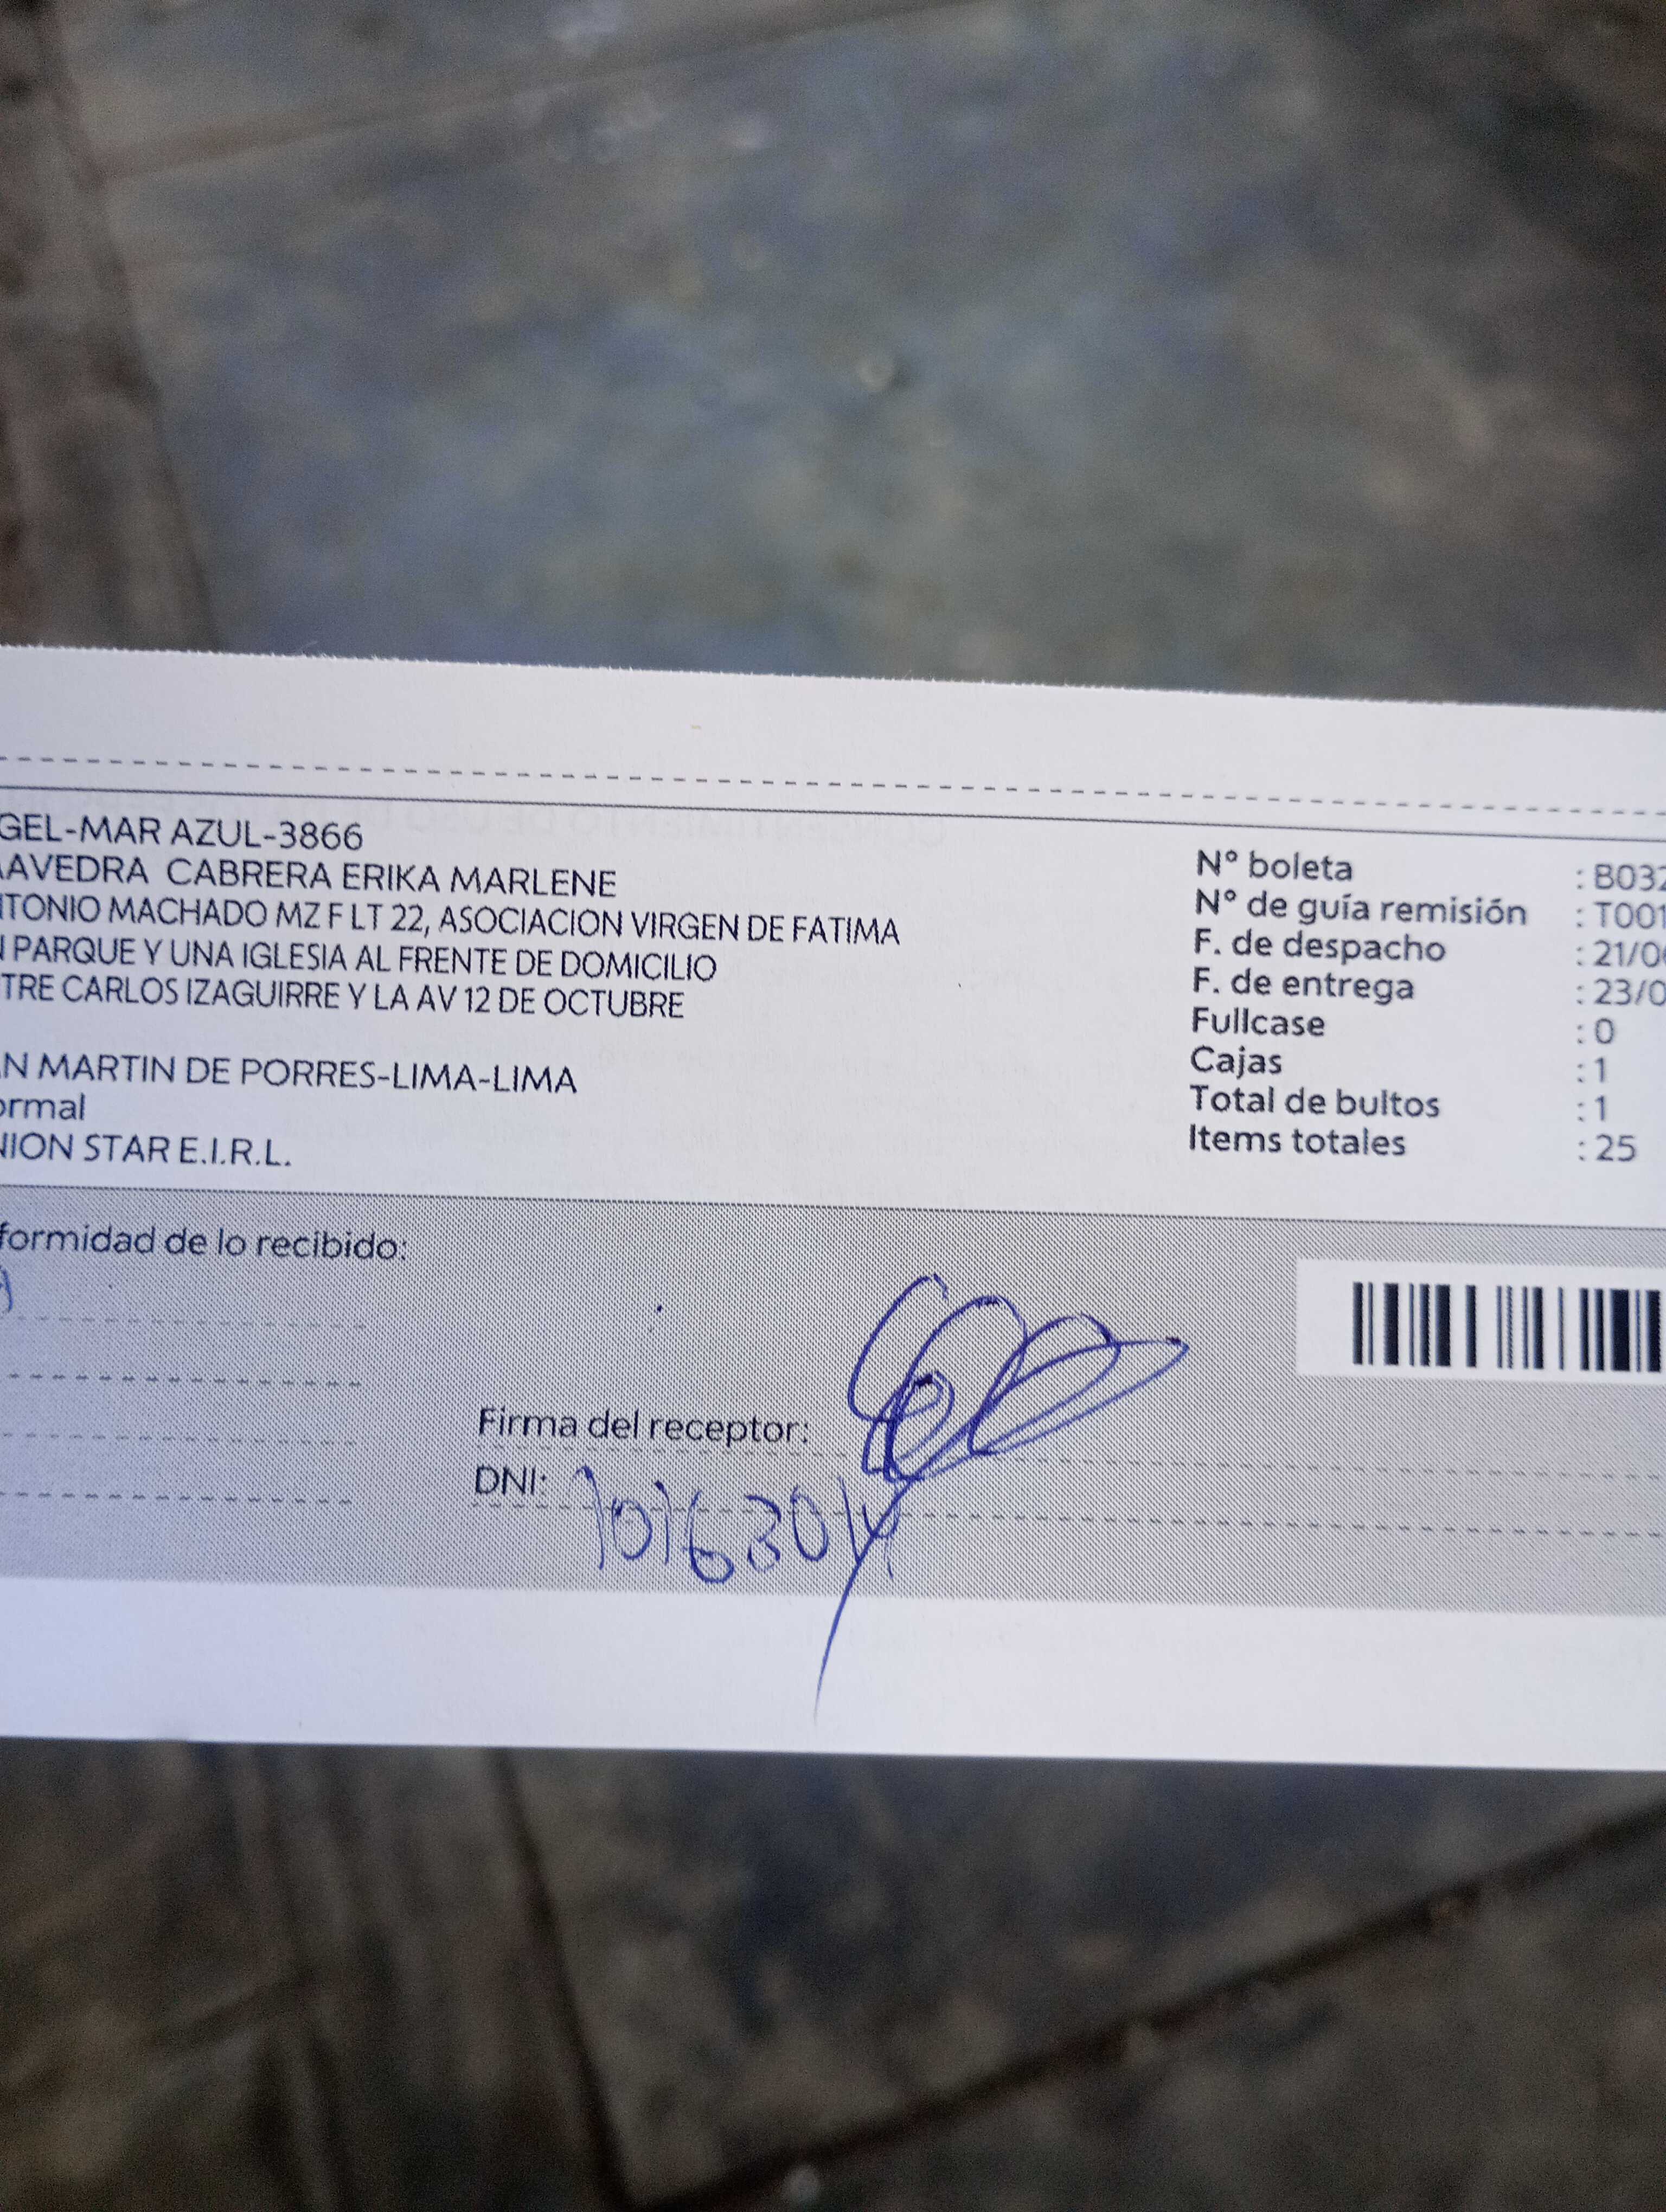 GEL-MAR AZUL-3866
AAVEDRA CABRERA ERIKA MARLENE
NTONIO MACHADO MZ F LT 22, ASOCIACION VIRGEN DE FATIMA
N PARQUE Y UNA IGLESIA AL FRENTE DE DOMICILIO
TRE CARLOS IZAGUIRRE Y LA AV 12 DE OCTUBRE
AN MARTIN DE PORRES-LIMA-LIMA
ormal
NION STAR E.I.R.L.
N° boleta : B032
N° de guía remisión : T001
F. de despacho : 21/0
F. de entrega : 23/0
Fullcase : 0
Cajas : 1
Total de bultos : 1
Items totales : 25
formidad de lo recibido:
Firma del receptor:
DNI: